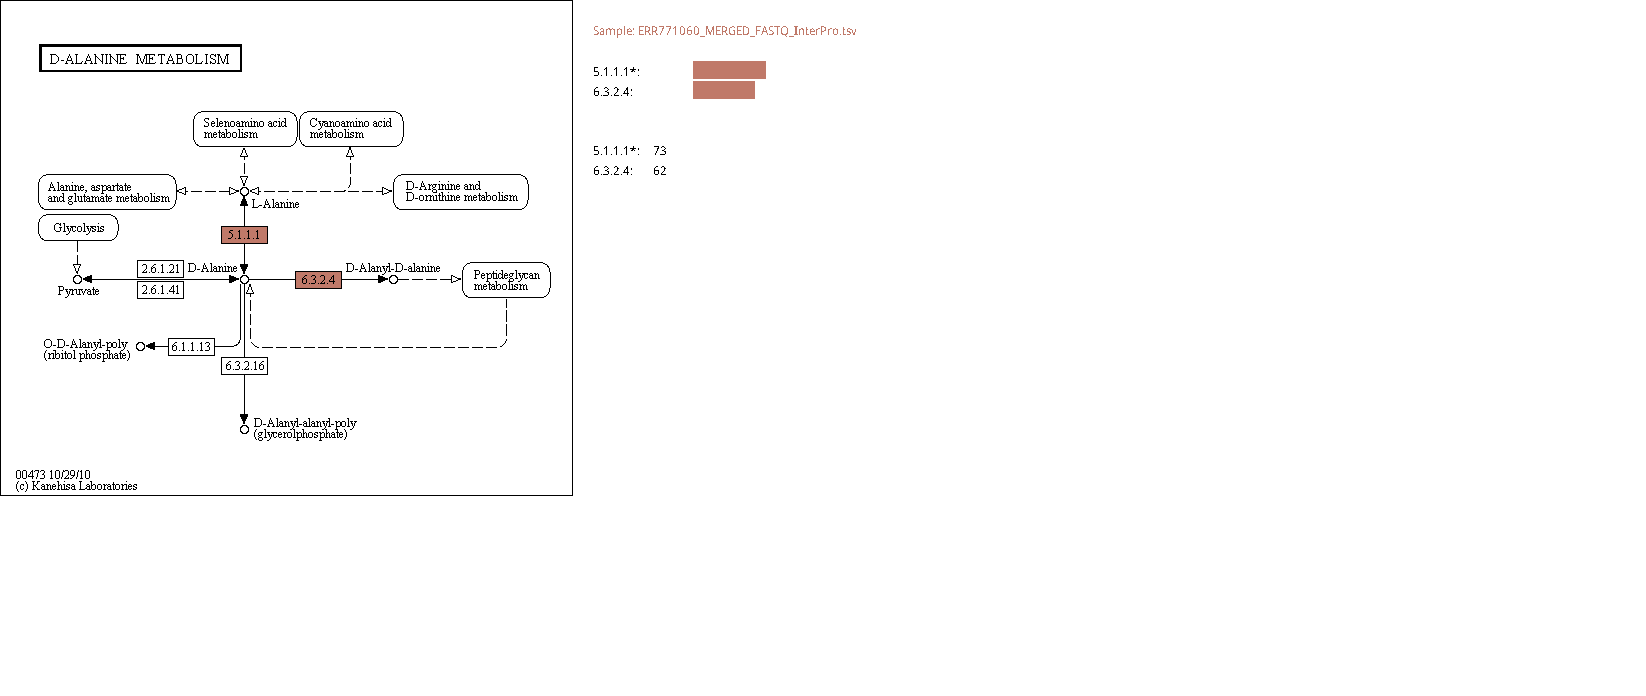 D-ALANINE METABOLISM
Selenoamino acid
metabolism
Cyanoamino acid
metabolism
Alanine, aspartate
and glutamate metabolism
D-Arginine and
D-ornithine metabolism
L-Alanine
Glycolysis
5.1.1.1
2.6.1.21
D-Alanine
D-Alanyl-D-alanine
6.3.2.4
Peptideglycan
metabolism
2.6.1.41
Pyruvate
O-D-Alanyl-poly
(ribitol phosphate)
6.1.1.13
6.3.2.16
D-Alanyl-alanyl-poly
(glycerolphosphate)
00473 10/29/10
(c) Kanehisa Laboratories
Sample: ERR771060_MERGED_FASTQ_InterPro.tsv
5.1.1.1*:
6.3.2.4:
5.1.1.1*: 73
6.3.2.4: 62